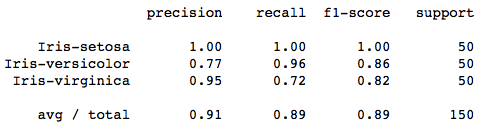 precision recall f1-score support
Iris-setosa 1.00 1.00 1.00 50
Iris-versicolor 0.77 0.96 0.86 50
Iris-virginica 0.95 0.72 0.82 50
avg / total 0.91 0.89 0.89 150